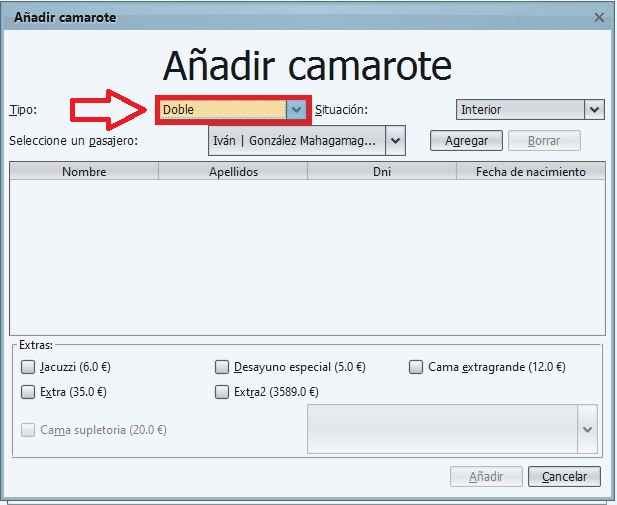 Añadir camarote
Añadir camarote
Tipo: Doble Situación: Interior
Seleccione un pasajero: Iván | González Mahagamag... Agregar Borrar
Nombre Apellidos Dni Fecha de nacimiento
Extras:
Jacuzzi (6.0 €) Desayuno especial (5.0 €) Cama extragrande (12.0 €)
Extra (35.0 €) Extra2 (3589.0 €)
Cama supletoria (20.0 €)
Añadir Cancelar